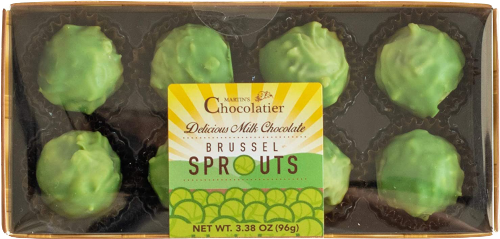 MARTIN'S
Chocolatier
Delicious Milk Chocolate
BRUSSEL
SPROUTS
NET WT. 3.38 OZ (96g)